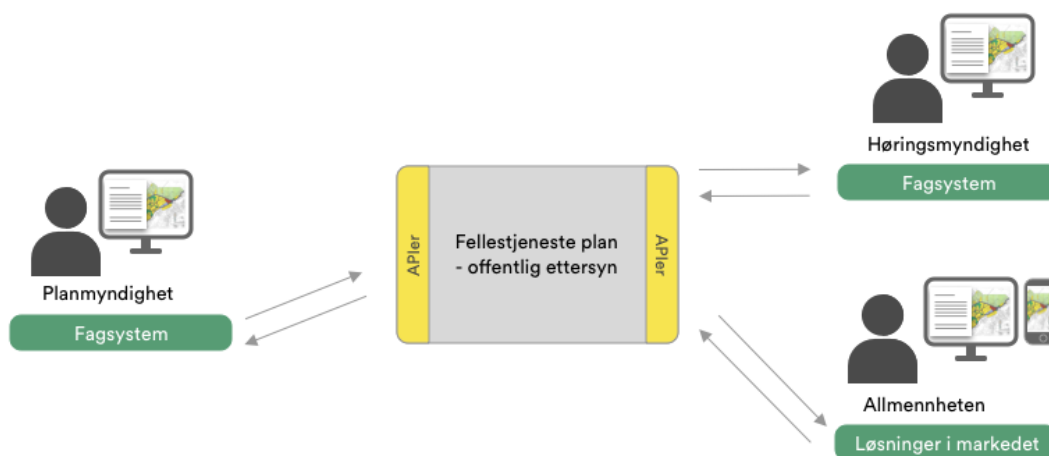 Planmyndighet
Fagsystem
APIer
Fellestjeneste plan
- offentlig ettersyn
APIer
Høringsmyndighet
Fagsystem
Allmennheten
Løsninger i markedet